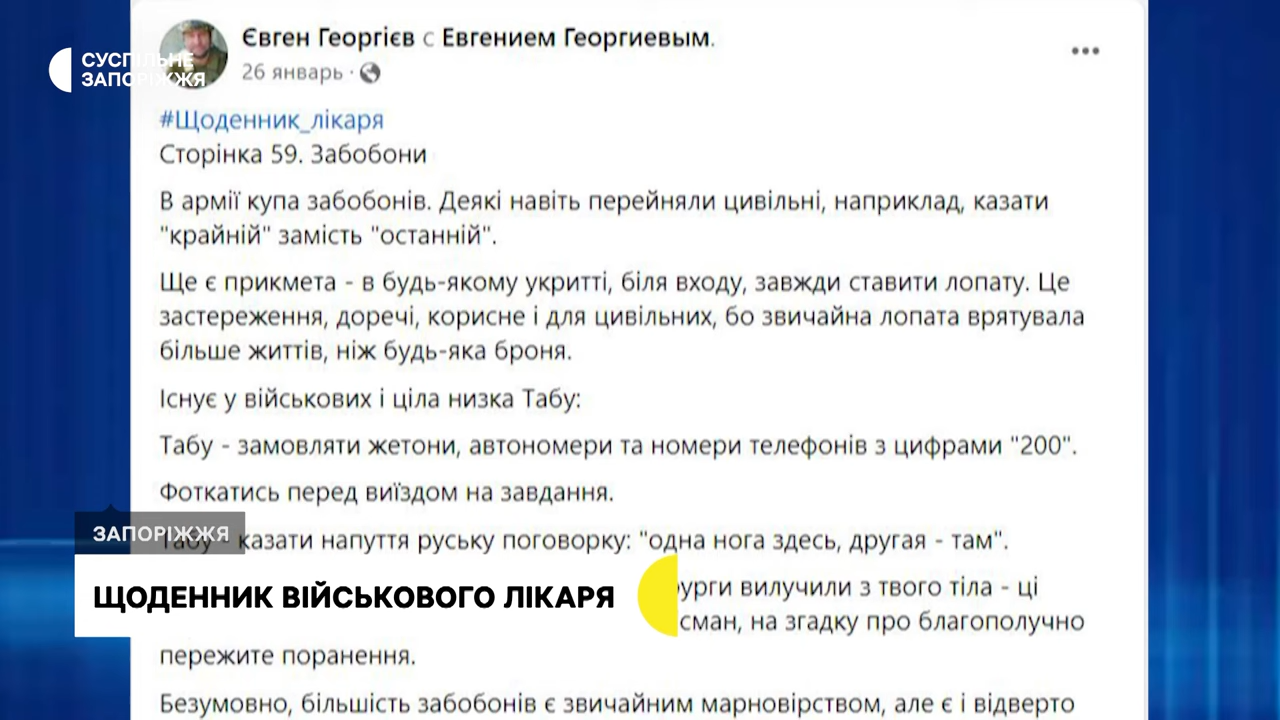 СУСПІЛЬНЕ
ЗАПОРІЖЖЯ
Євген Георгієв с Евгением Георгиевым.
26 январь ·
#Щоденник_лікаря
Сторінка 59. Забобони
В армії купа забобонів. Деякі навіть перейняли цивільні, наприклад, казати
"крайній" замість "останній".
Ще є прикмета - в будь-якому укритті, біля входу, завжди ставити лопату. Це
застереження, доречі, корисне і для цивільних, бо звичайна лопата врятувала
більше життів, ніж будь-яка броня.
Існує у військових і ціла низка Табу:
Табу - замовляти жетони, автономери та номери телефонів з цифрами "200".
Фоткатись перед виїздом на завдання.
Табу - казати напуття руську поговорку: "одна нога здесь, другая - там".
вилучили з твого тіла - ці
на згадку про благополучно
пережите поранення.
Безумовно, більшість забобонів є звичайним марновірством, але є і відверто
ЗАПОРІЖЖЯ
ЩОДЕННИК ВІЙСЬКОВОГО ЛІКАРЯ